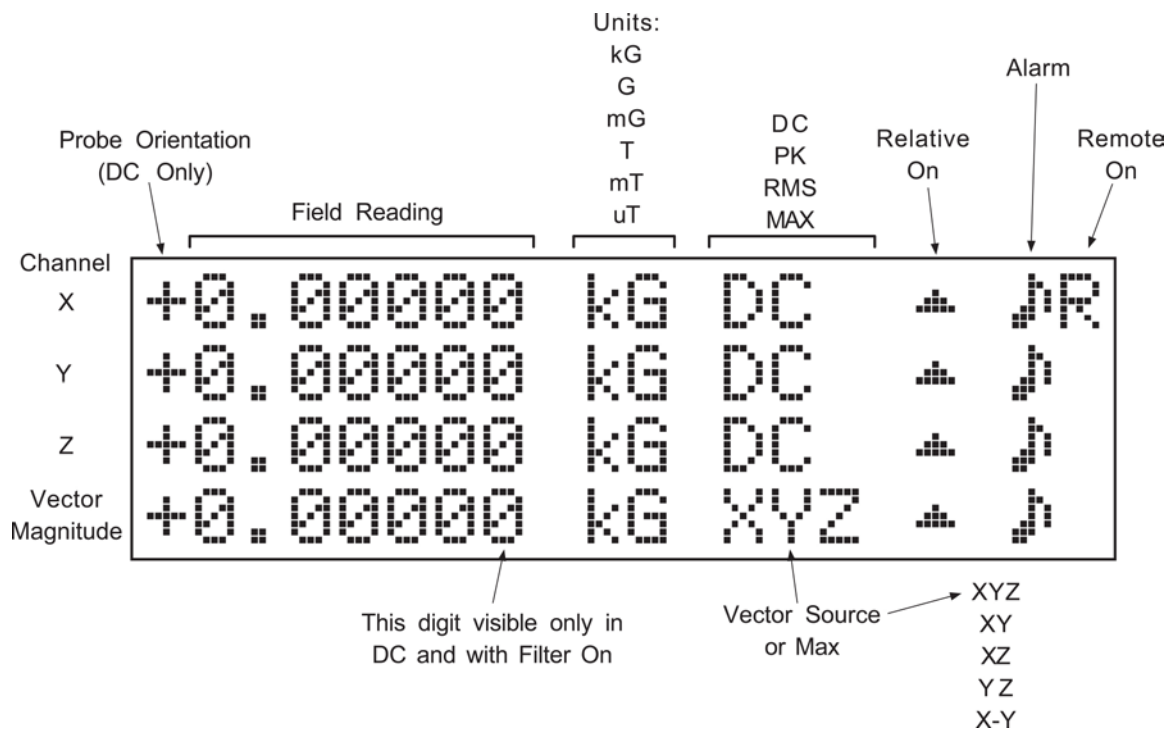 Units:
kG
G
mG
T
mT
uT
DC
PK
RMS
MAX
Alarm
Relative
On
Remote
On
Probe Orientation
(DC Only)
Field Reading
Channel
X
+0.00000 kG DC ♪R
Y
+0.00000 kG DC ♪
Z
+0.00000 kG DC ♪
Vector
Magnitude
+0.00000 kG XYZ ♪
This digit visible only in
DC and with Filter On
Vector Source
or Max
XYZ
XY
XZ
YZ
X-Y